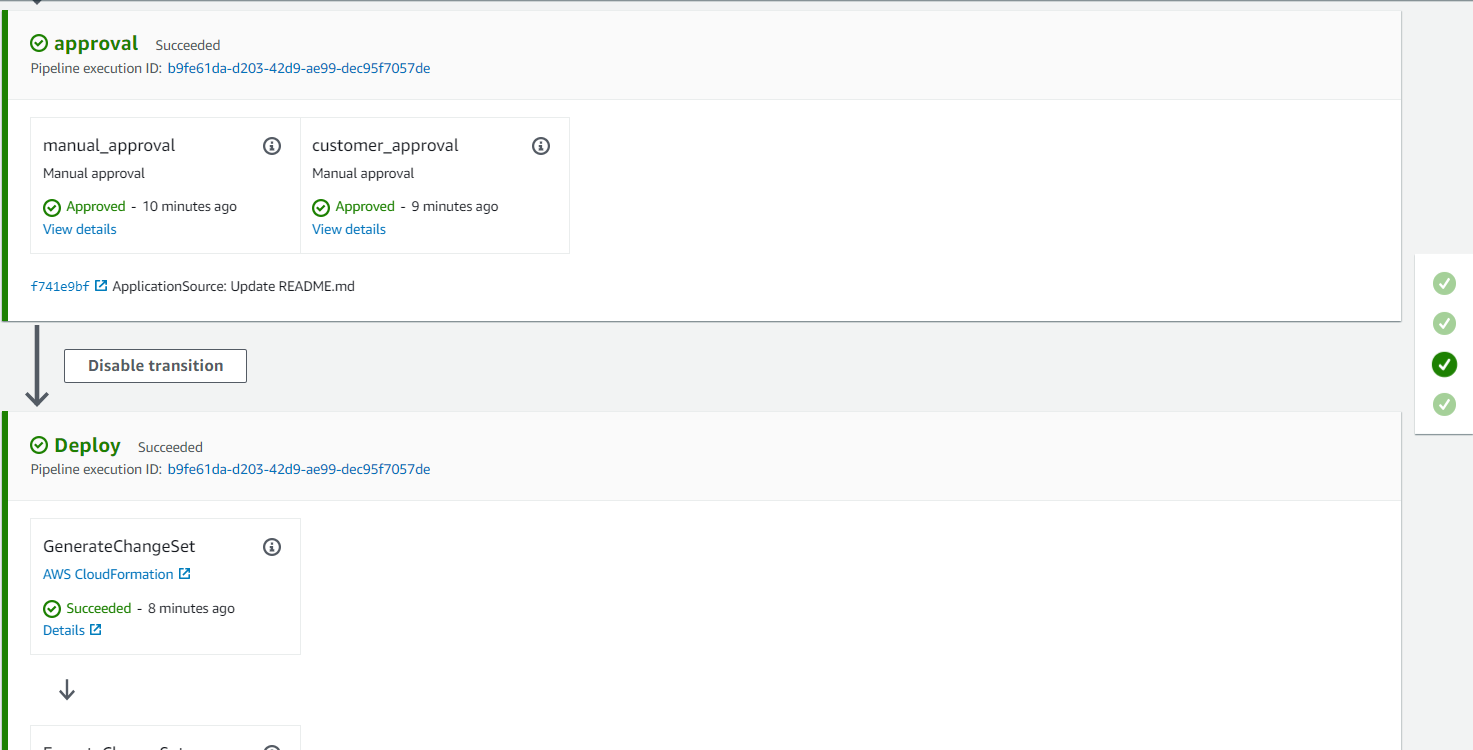 approval Succeeded
Pipeline execution ID: b9fe61da-d203-42d9-ae99-dec95f7057de
manual_approval
Manual approval
Approved - 10 minutes ago
View details
customer_approval
Manual approval
Approved - 9 minutes ago
View details
f741e9bf ApplicationSource: Update README.md
Disable transition
Deploy Succeeded
Pipeline execution ID: b9fe61da-d203-42d9-ae99-dec95f7057de
GenerateChangeSet
AWS CloudFormation
Succeeded - 8 minutes ago
Details